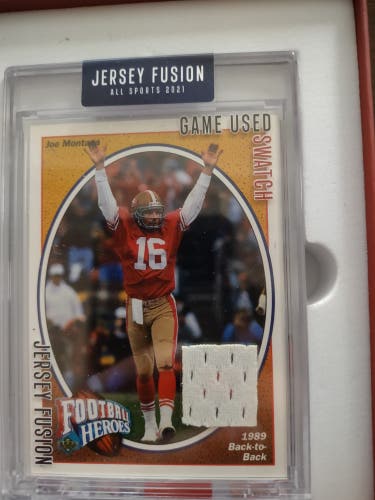 JERSEY FUSION
ALL SPORTS 2021
GAME USED
SWATCH
Joe Montana
16
JERSEY FUSION
FOOTBALL
HEROES
1989
Back-to-
Back